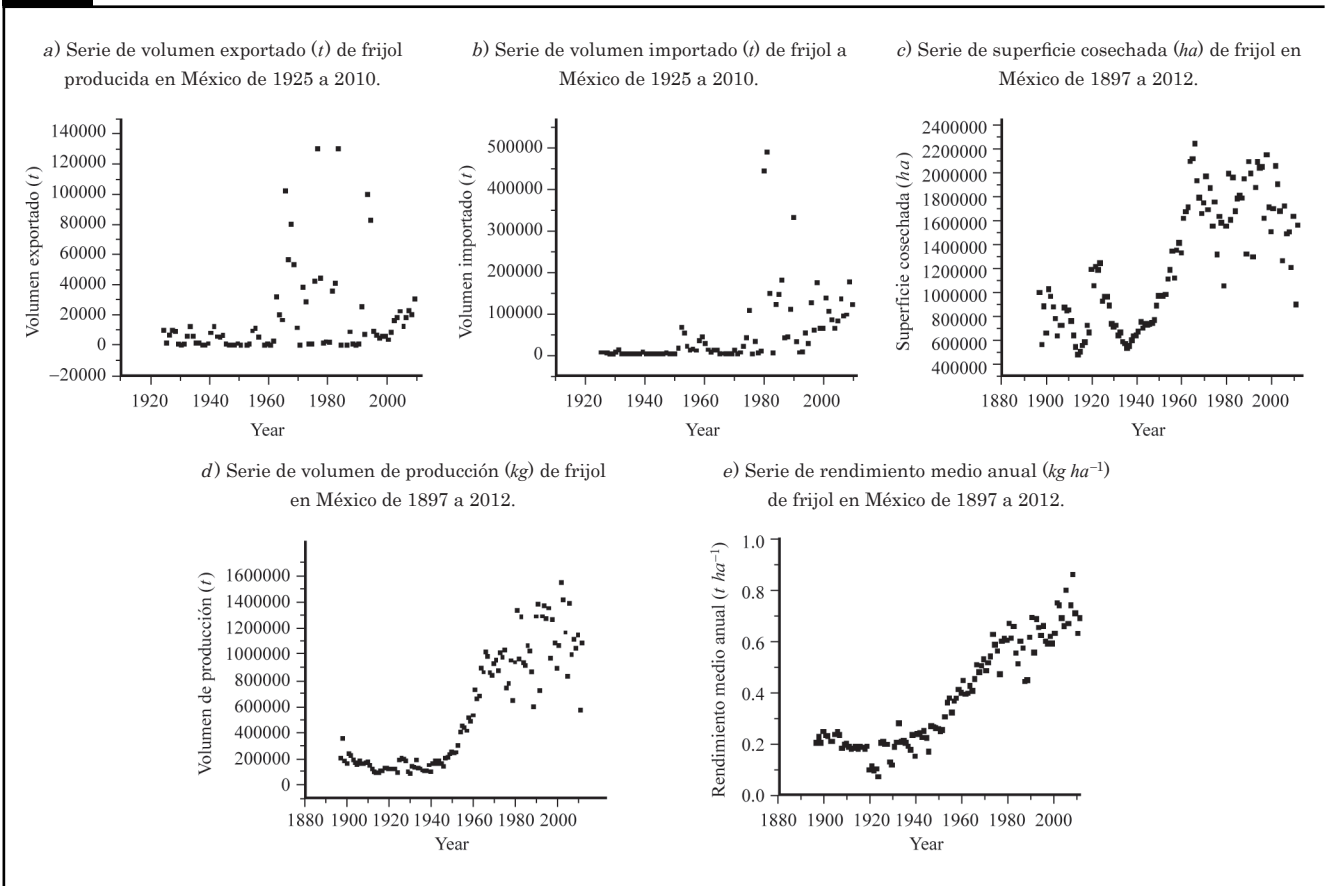 a) Serie de volumen exportado (t) de frijol
producida en México de 1925 a 2010.
140000
120000
100000
80000
60000
40000
20000
0
−20000
Volumen exportado (t)
1920 1940 1960 1980 2000
Year
b) Serie de volumen importado (t) de frijol a
México de 1925 a 2010.
500000
400000
300000
200000
100000
0
Volumen importado (t)
1920 1940 1960 1980 2000
Year
c) Serie de superficie cosechada (ha) de frijol en
México de 1897 a 2012.
2400000
2200000
2000000
1800000
1600000
1400000
1200000
1000000
800000
600000
400000
Superficie cosechada (ha)
1880 1900 1920 1940 1960 1980 2000
Year
d) Serie de volumen de producción (kg) de frijol
en México de 1897 a 2012.
1600000
1400000
1200000
1000000
800000
600000
400000
200000
0
Volumen de producción (t)
1880 1900 1920 1940 1960 1980 2000
Year
e) Serie de rendimiento medio anual (kg ha⁻¹)
de frijol en México de 1897 a 2012.
1.0
0.8
0.6
0.4
0.2
0.0
Rendimiento medio anual (t ha⁻¹)
1880 1900 1920 1940 1960 1980 2000
Year